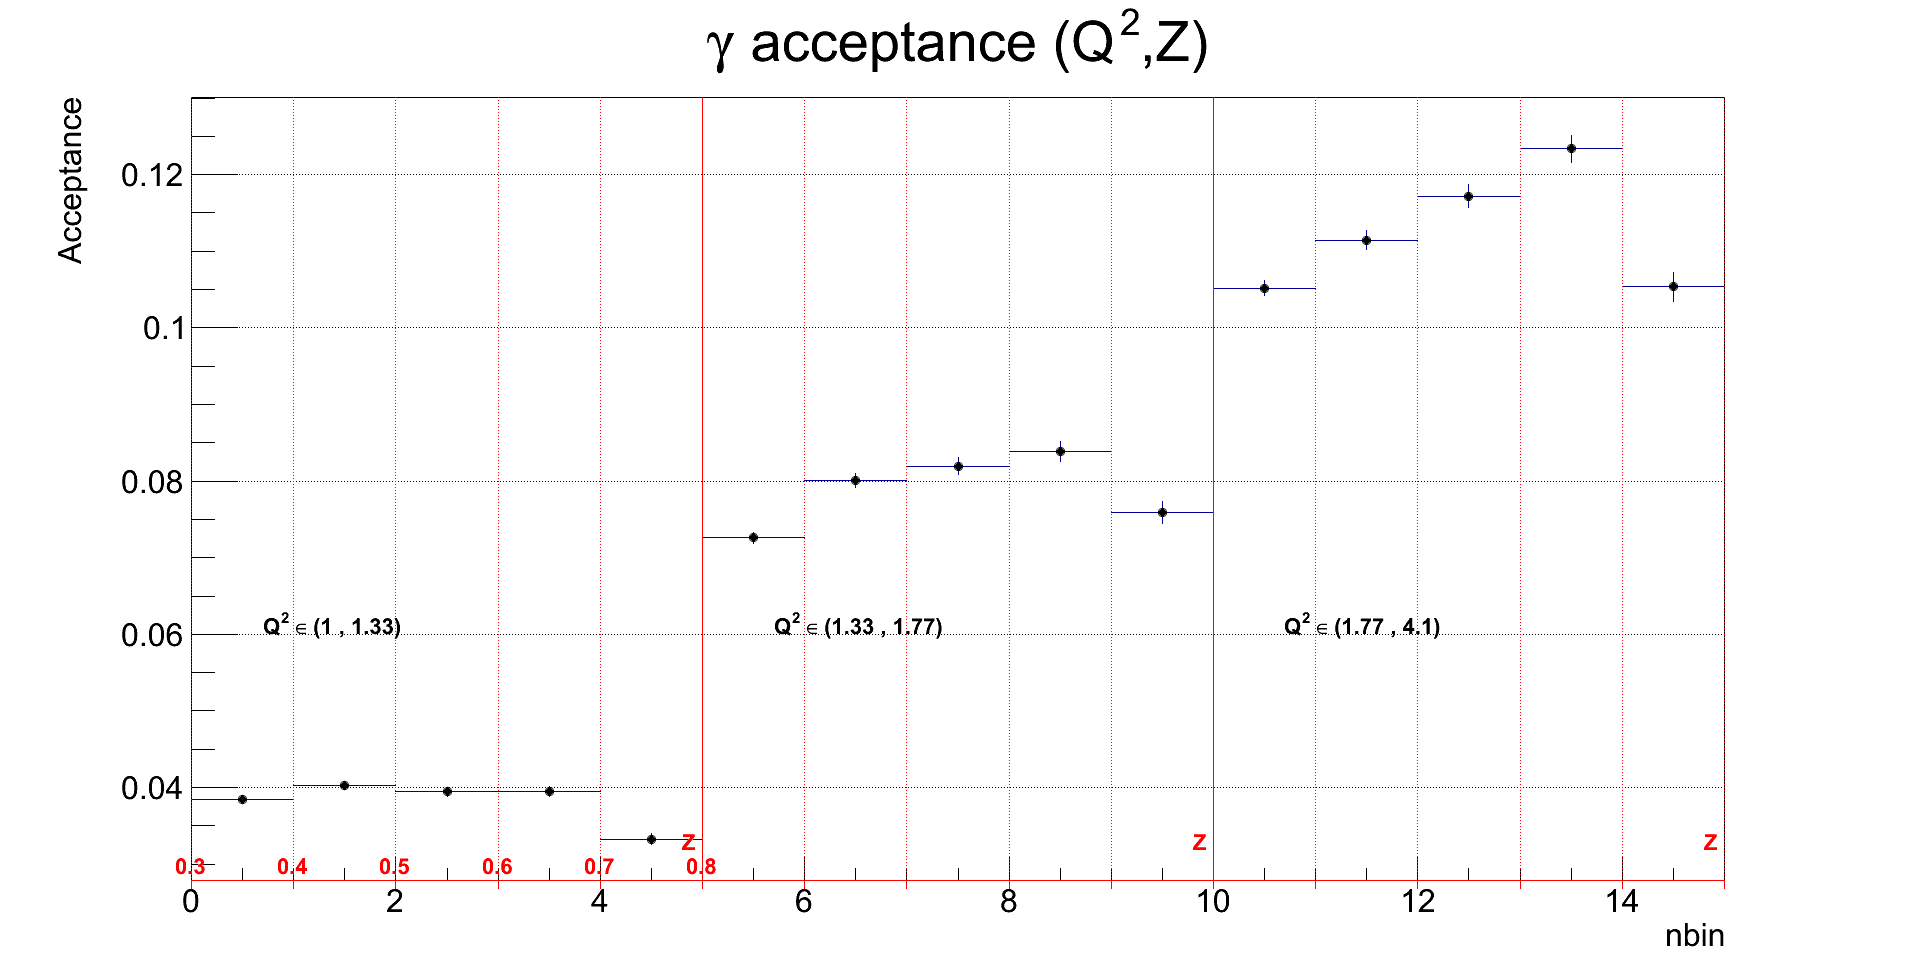 γ acceptance (Q²,Z)
Acceptance
0.12
0.1
0.08
0.06
0.04
Q² ∈ (1 , 1.33)
Q² ∈ (1.33 , 1.77)
Q² ∈ (1.77 , 4.1)
Z Z Z
0.3 0.4 0.5 0.6 0.7 0.8
0 2 4 6 8 10 12 14
nbin